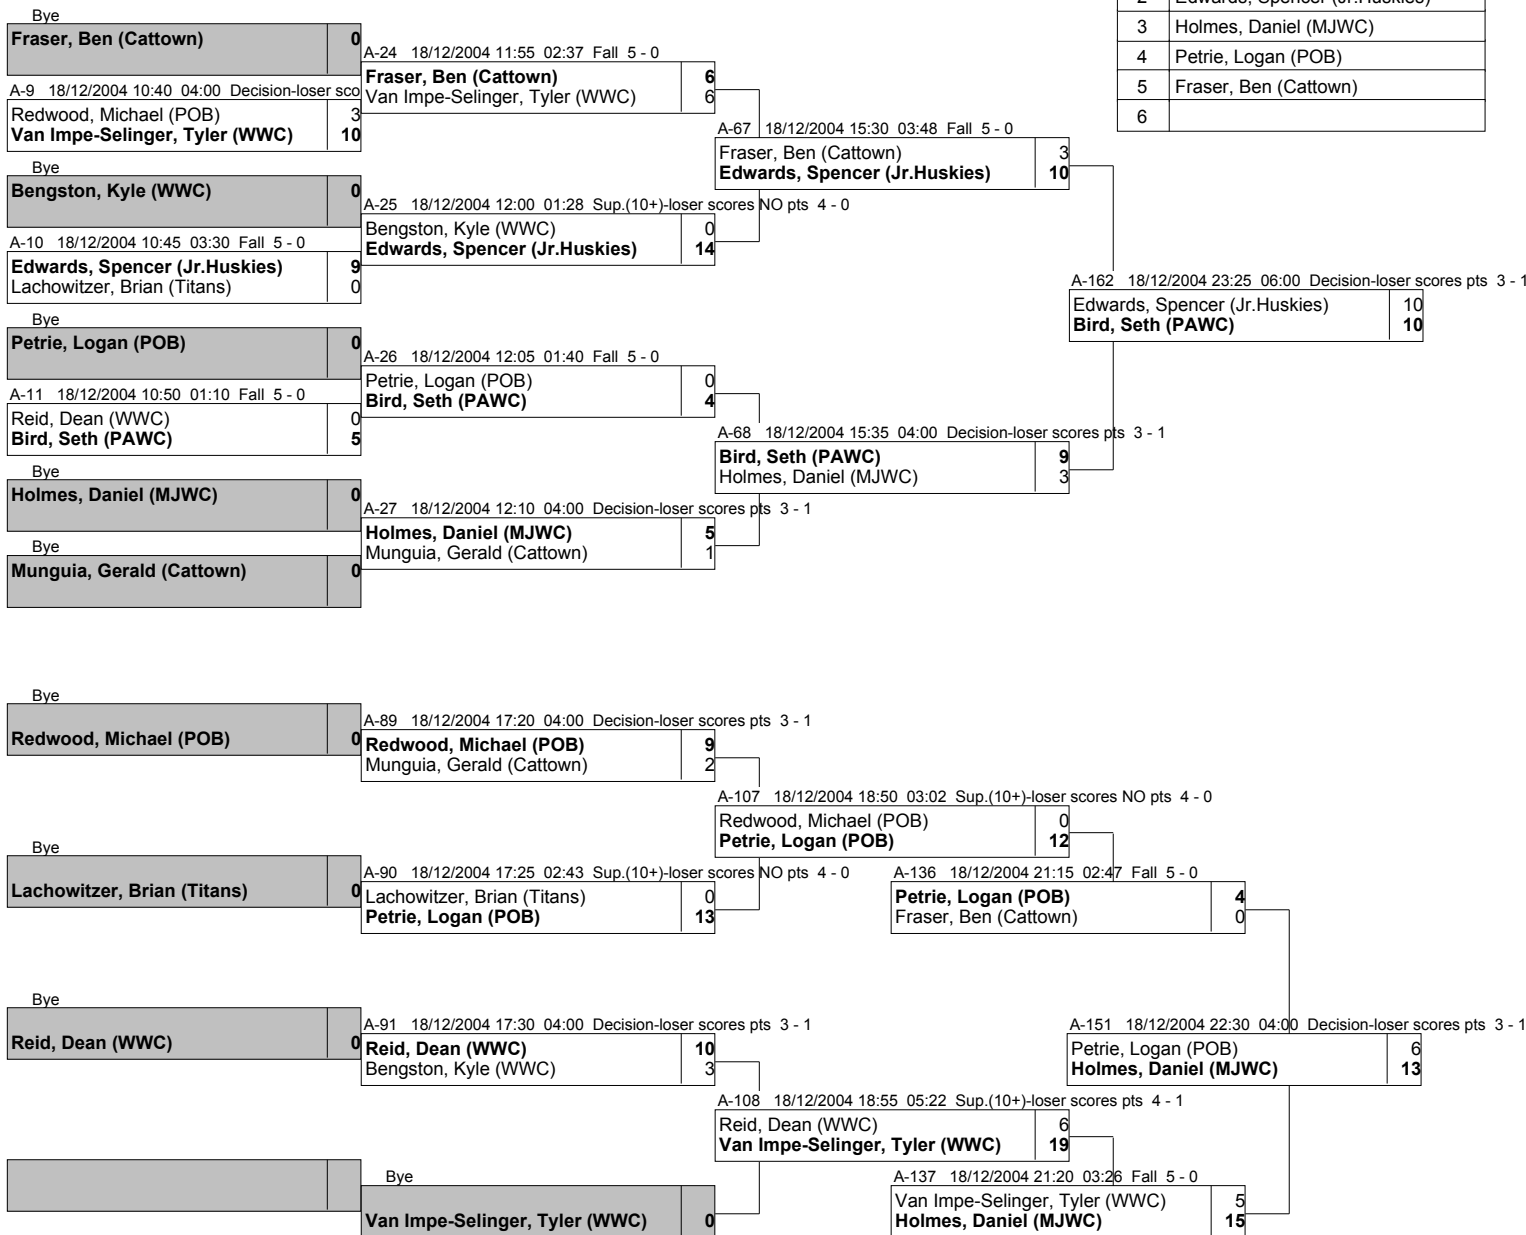 2 Edwards, Spencer (Jr.Huskies)
3 Holmes, Daniel (MJWC)
4 Petrie, Logan (POB)
5 Fraser, Ben (Cattown)
6
Bye
Fraser, Ben (Cattown) 0
A-9 18/12/2004 10:40 04:00 Decision-loser sco
Redwood, Michael (POB) 3
Van Impe-Selinger, Tyler (WWC) 10
Bye
Bengston, Kyle (WWC) 0
A-10 18/12/2004 10:45 03:30 Fall 5 - 0
Edwards, Spencer (Jr.Huskies) 9
Lachowitzer, Brian (Titans) 0
Bye
Petrie, Logan (POB) 0
A-11 18/12/2004 10:50 01:10 Fall 5 - 0
Reid, Dean (WWC) 0
Bird, Seth (PAWC) 5
Bye
Holmes, Daniel (MJWC) 0
Bye
Munguia, Gerald (Cattown) 0
A-24 18/12/2004 11:55 02:37 Fall 5 - 0
Fraser, Ben (Cattown) 6
Van Impe-Selinger, Tyler (WWC) 6
A-25 18/12/2004 12:00 01:28 Sup.(10+)-loser scores NO pts 4 - 0
Bengston, Kyle (WWC) 0
Edwards, Spencer (Jr.Huskies) 14
A-26 18/12/2004 12:05 01:40 Fall 5 - 0
Petrie, Logan (POB) 0
Bird, Seth (PAWC) 4
A-27 18/12/2004 12:10 04:00 Decision-loser scores pts 3 - 1
Holmes, Daniel (MJWC) 5
Munguia, Gerald (Cattown) 1
A-67 18/12/2004 15:30 03:48 Fall 5 - 0
Fraser, Ben (Cattown) 3
Edwards, Spencer (Jr.Huskies) 10
A-68 18/12/2004 15:35 04:00 Decision-loser scores pts 3 - 1
Bird, Seth (PAWC) 9
Holmes, Daniel (MJWC) 3
A-162 18/12/2004 23:25 06:00 Decision-loser scores pts 3 - 1
Edwards, Spencer (Jr.Huskies) 10
Bird, Seth (PAWC) 10
Bye
Redwood, Michael (POB) 0
Bye
Lachowitzer, Brian (Titans) 0
Bye
Reid, Dean (WWC) 0
A-89 18/12/2004 17:20 04:00 Decision-loser scores pts 3 - 1
Redwood, Michael (POB) 9
Munguia, Gerald (Cattown) 2
A-90 18/12/2004 17:25 02:43 Sup.(10+)-loser scores NO pts 4 - 0
Lachowitzer, Brian (Titans) 0
Petrie, Logan (POB) 13
A-91 18/12/2004 17:30 04:00 Decision-loser scores pts 3 - 1
Reid, Dean (WWC) 10
Bengston, Kyle (WWC) 3
Bye
Van Impe-Selinger, Tyler (WWC) 0
A-107 18/12/2004 18:50 03:02 Sup.(10+)-loser scores NO pts 4 - 0
Redwood, Michael (POB) 0
Petrie, Logan (POB) 12
A-108 18/12/2004 18:55 05:22 Sup.(10+)-loser scores pts 4 - 1
Reid, Dean (WWC) 6
Van Impe-Selinger, Tyler (WWC) 19
A-136 18/12/2004 21:15 02:47 Fall 5 - 0
Petrie, Logan (POB) 4
Fraser, Ben (Cattown) 0
A-137 18/12/2004 21:20 03:26 Fall 5 - 0
Van Impe-Selinger, Tyler (WWC) 5
Holmes, Daniel (MJWC) 15
A-151 18/12/2004 22:30 04:00 Decision-loser scores pts 3 - 1
Petrie, Logan (POB) 6
Holmes, Daniel (MJWC) 13